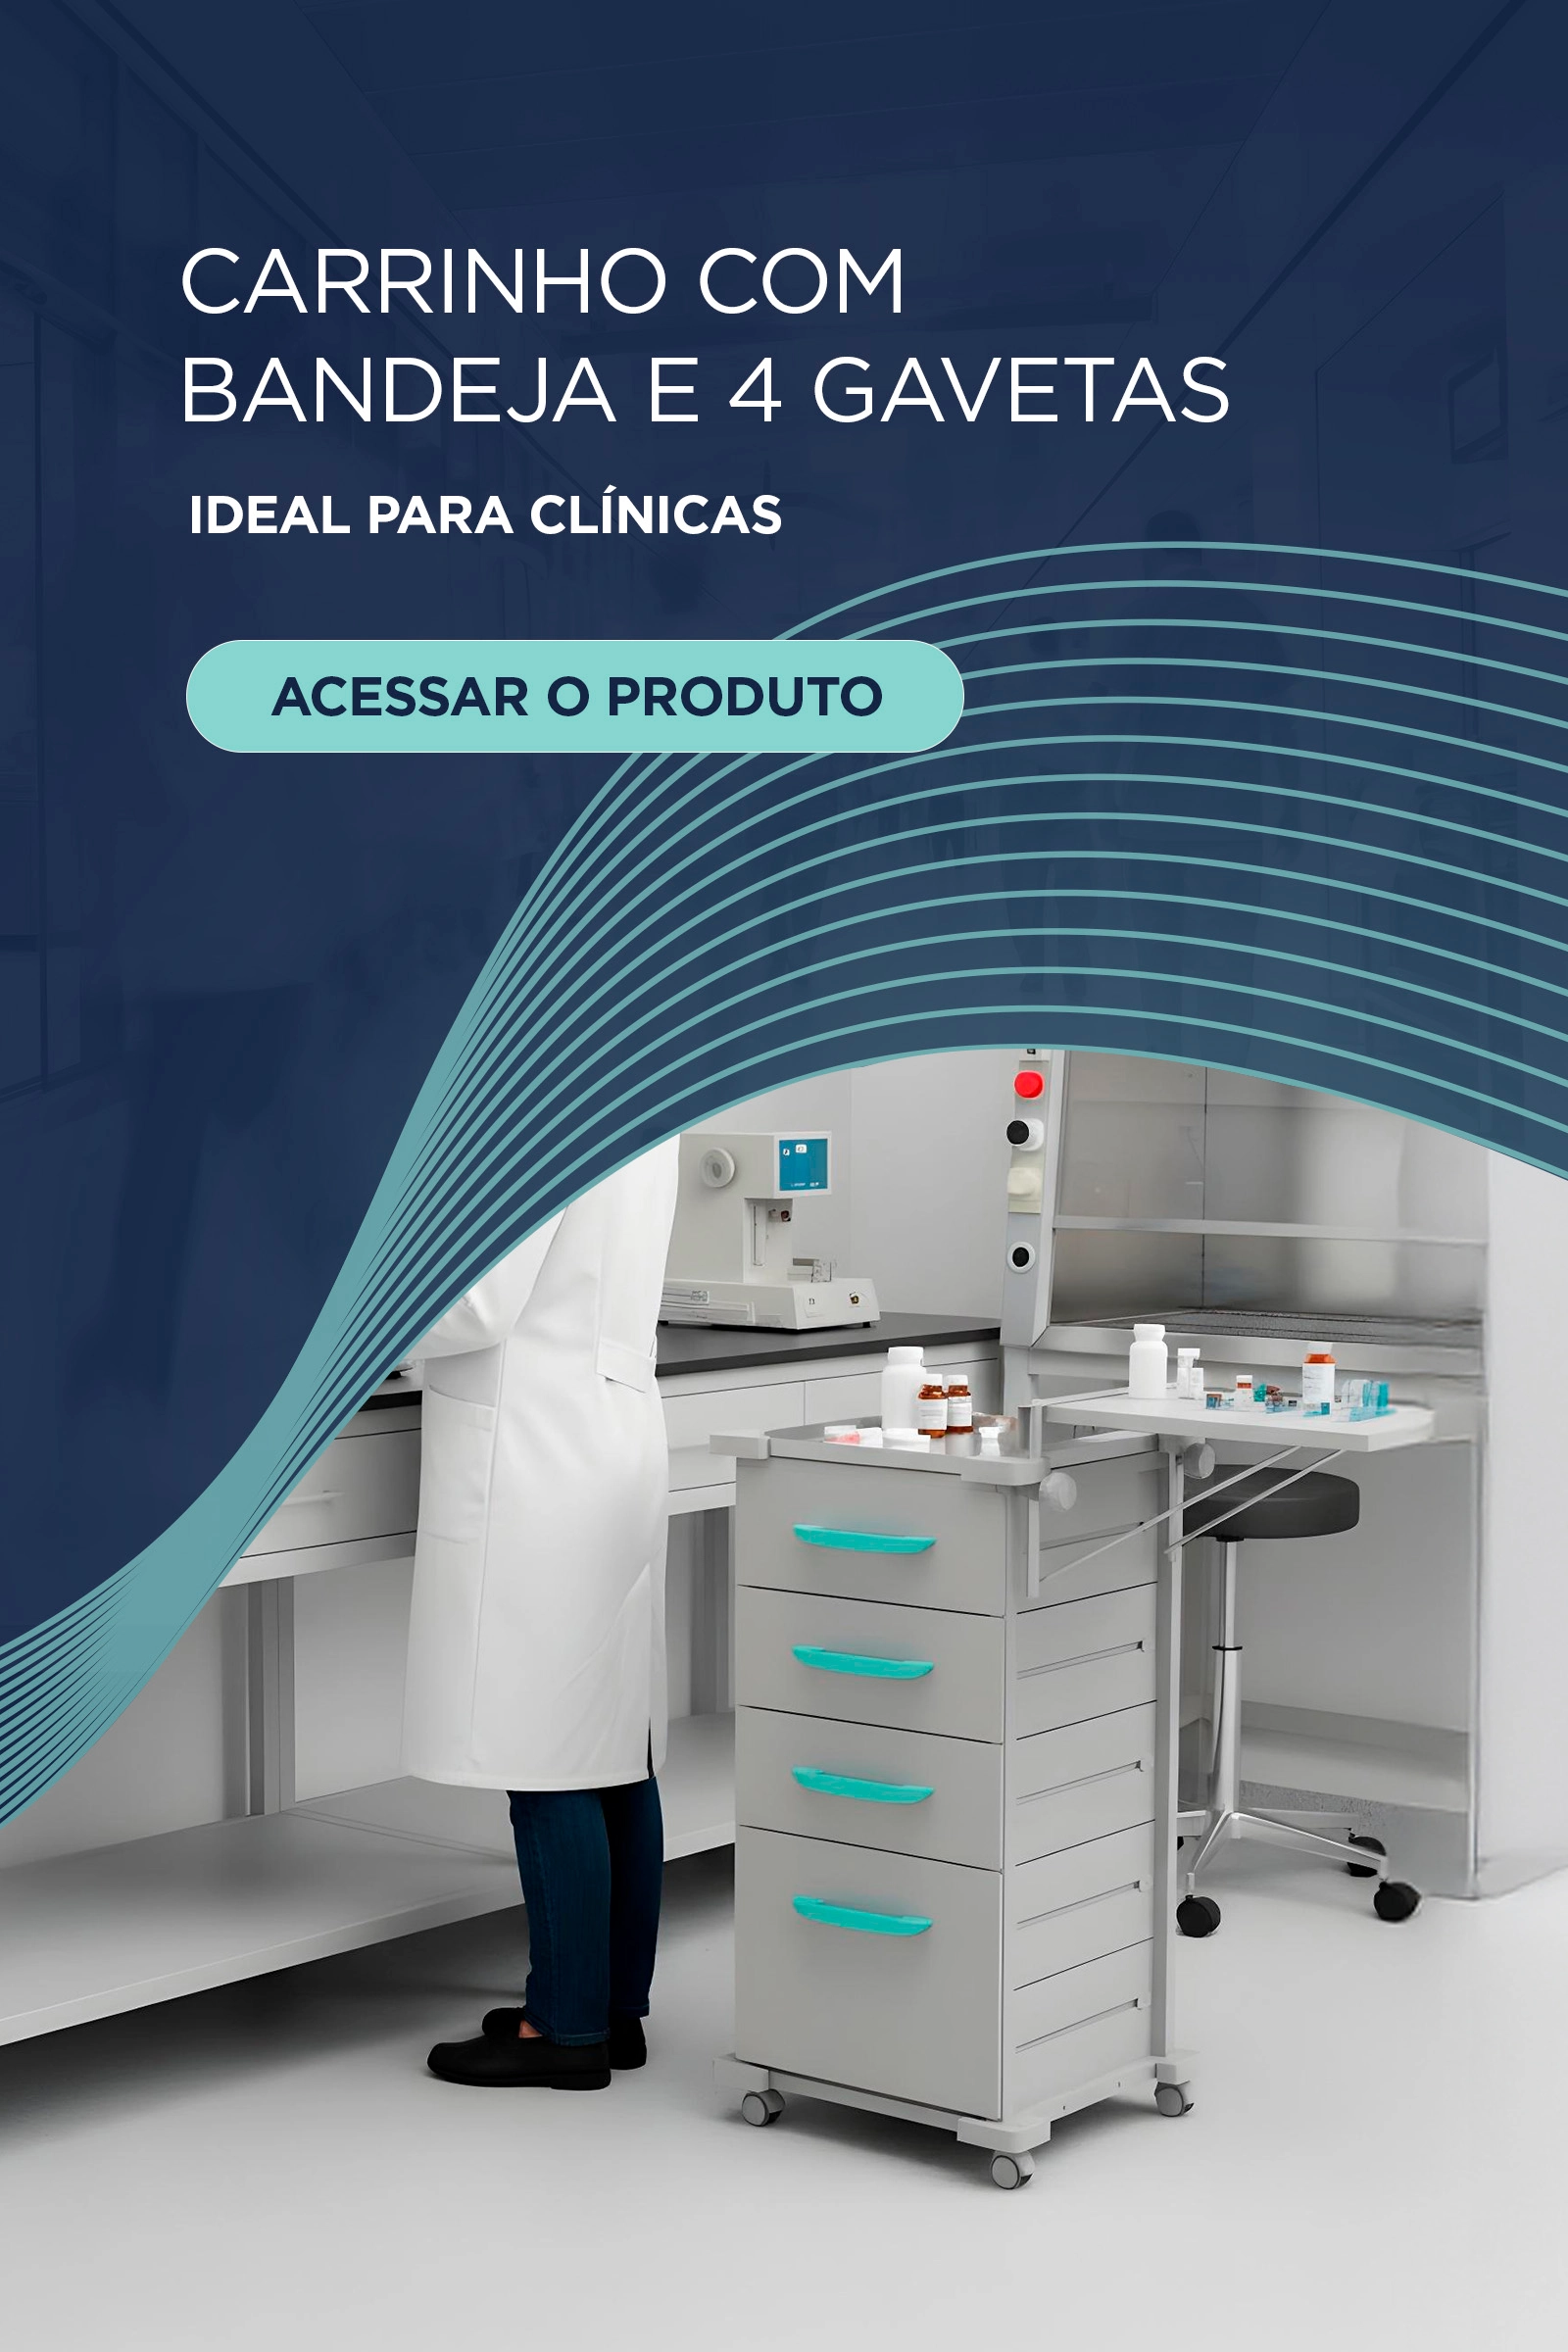 CARRINHO COM
BANDEJA E 4 GAVETAS
IDEAL PARA CLÍNICAS
ACESSAR O PRODUTO